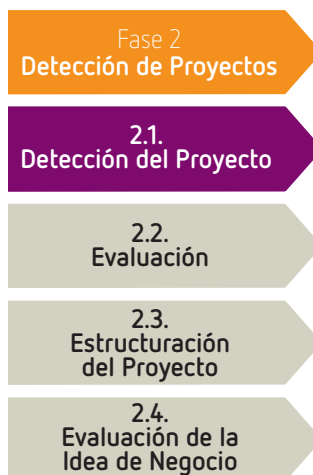 Fase 2
Detección de Proyectos
2.1.
Detección del Proyecto
2.2.
Evaluación
2.3.
Estructuración
del Proyecto
2.4.
Evaluación de la
Idea de Negocio